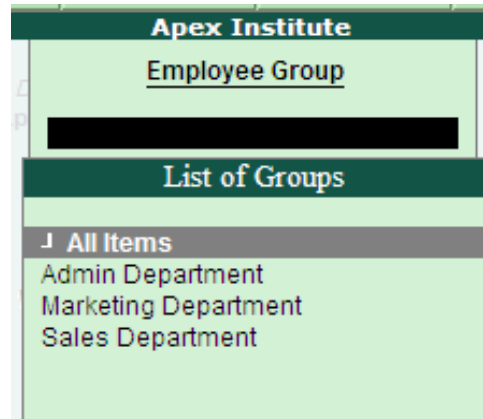 Apex Institute
Employee Group
List of Groups
┘ All Items
Admin Department
Marketing Department
Sales Department